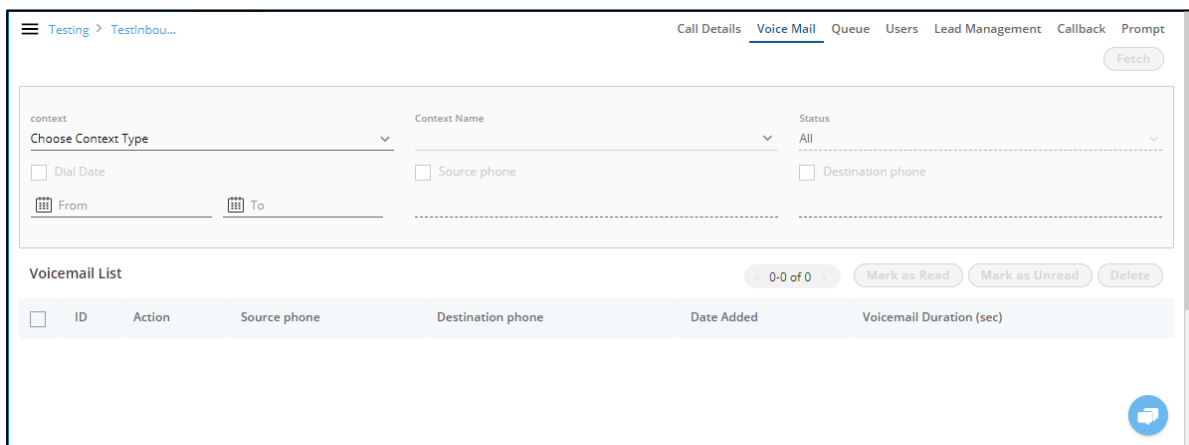 Testing > TestInbou...
Call Details Voice Mail Queue Users Lead Management Callback Prompt
Fetch
context Context Name Status
Choose Context Type All
Dial Date Source phone Destination phone
From To
Voicemail List 0-0 of 0 Mark as Read Mark as Unread Delete
ID Action Source phone Destination phone Date Added Voicemail Duration (sec)